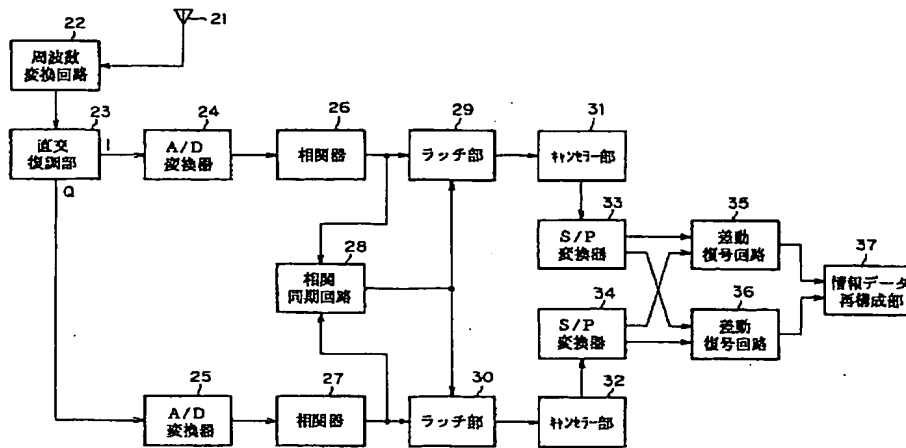 21
22
周波数
変換回路
23
直交
復調部
I
Q
24
A/D
変換器
26
相関器
29
ラッチ部
31
キャンセラー部
28
相関
同期回路
33
S/P
変換器
34
S/P
変換器
35
差動
復号回路
36
差動
復号回路
37
情報データ
再構成部
25
A/D
変換器
27
相関器
30
ラッチ部
32
キャンセラー部